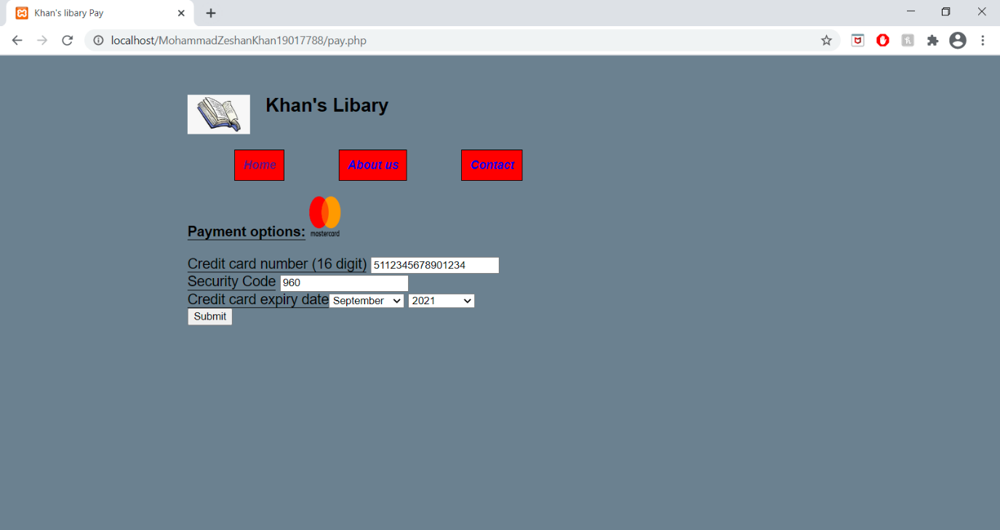 Khan's libary Pay
localhost/MohammadZeshanKhan19017788/pay.php
Khan's Libary
Home About us Contact
mastercard
Payment options:
Credit card number (16 digit) 5112345678901234
Security Code 960
Credit card expiry date September 2021
Submit